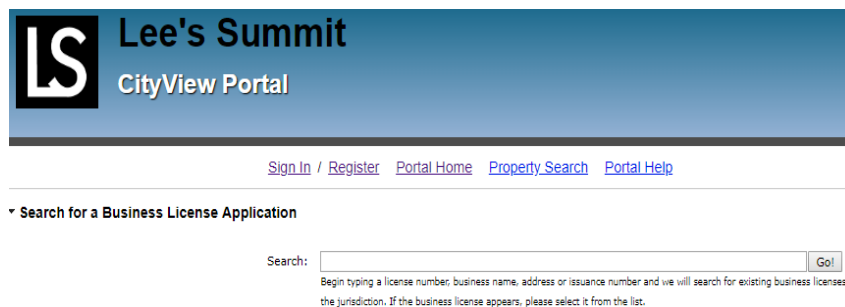 LS
Lee's Summit
CityView Portal
Sign In / Register Portal Home Property Search Portal Help
Search for a Business License Application
Search: Go!
Begin typing a license number, business name, address or issuance number and we will search for existing business licenses
the jurisdiction. If the business license appears, please select it from the list.